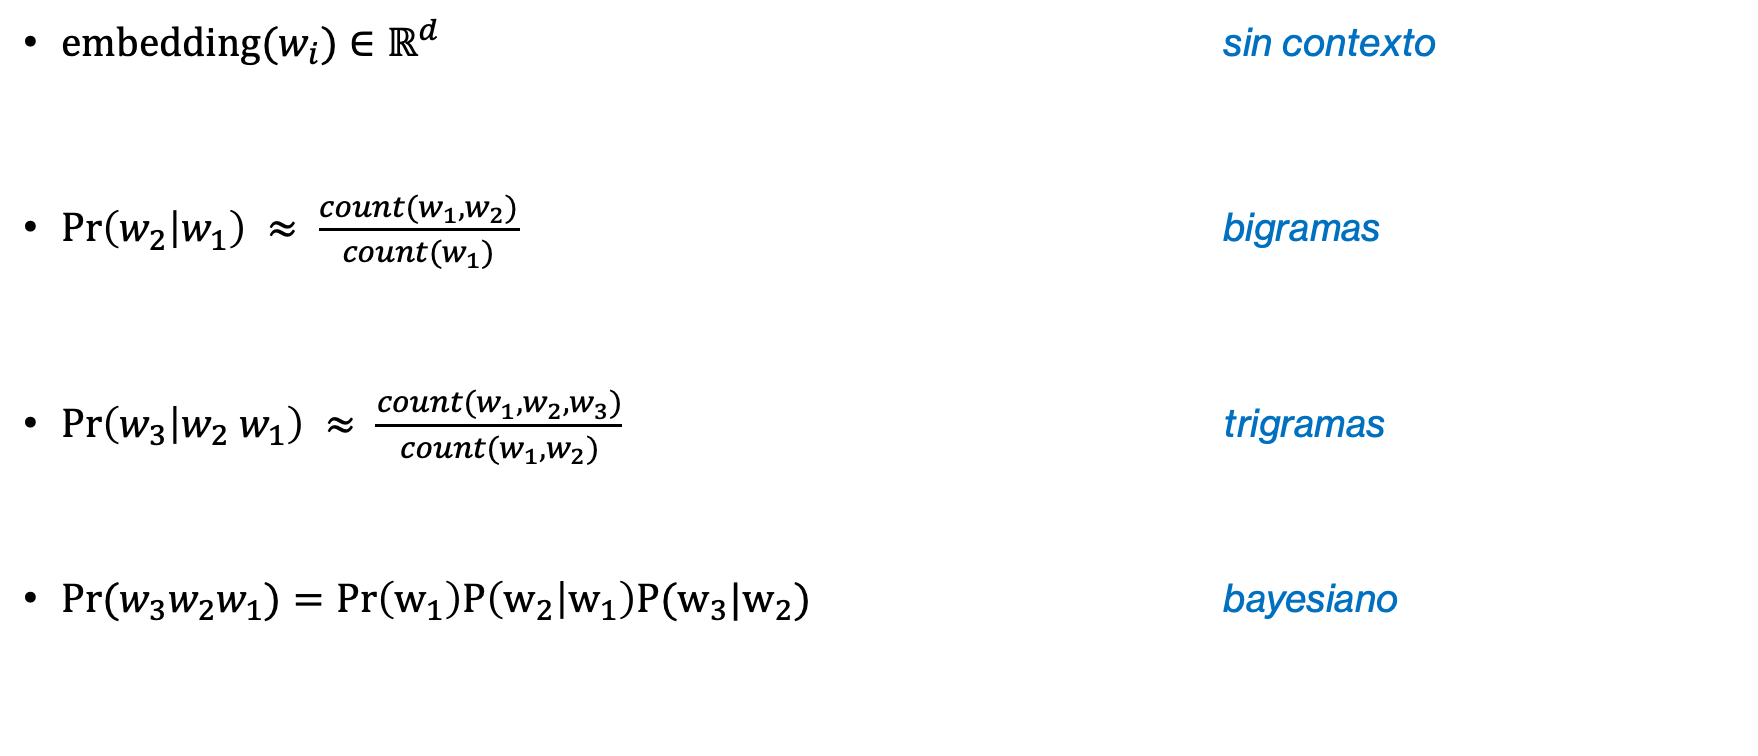 • embedding(wᵢ) ∈ ℝᵈ sin contexto
• Pr(w₂|w₁) ≈ count(w₁,w₂) / count(w₁) bigramas
• Pr(w₃|w₂ w₁) ≈ count(w₁,w₂,w₃) / count(w₁,w₂) trigramas
• Pr(w₃w₂w₁) = Pr(w₁)P(w₂|w₁)P(w₃|w₂) bayesiano